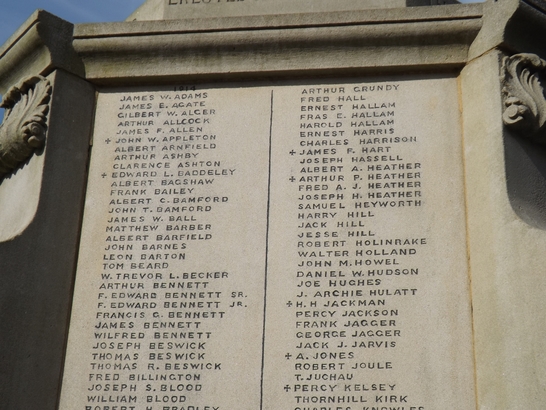 1914
JAMES W. ADAMS
JAMES E. AGATE
GILBERT W. ALGER
ARTHUR ALLCOCK
JAMES F. ALLEN
+ JOHN W. APPLETON
ALBERT ARNFIELD
ARTHUR ASHBY
CLARENCE ASHTON
+ EDWARD L. BADDELEY
ALBERT BAGSHAW
FRANK BAILEY
ALBERT C. BAMFORD
JOHN T. BAMFORD
JAMES W. BALL
MATTHEW BARBER
ALBERT BARFIELD
JOHN BARNES
LEON BARTON
TOM BEARD
W. TREVOR L. BECKER
ARTHUR BENNETT
F. EDWARD BENNETT SR.
F. EDWARD BENNETT JR.
FRANCIS G. BENNETT
JAMES BENNETT
WILFRED BENNETT
JOSEPH BESWICK
THOMAS BESWICK
THOMAS R. BESWICK
FRED BILLINGTON
JOSEPH S. BLOOD
WILLIAM BLOOD
ROBERT H. BRADLEY
ARTHUR GRUNDY
FRED HALL
ERNEST HALLAM
FRAS E. HALLAM
HAROLD HALLAM
ERNEST HARRIS
CHARLES HARRISON
+ JAMES F. HART
JOSEPH HASSELL
ALBERT A. HEATHER
+ ARTHUR P. HEATHER
FRED A. J. HEATHER
JOSEPH H. HEATHER
SAMUEL HEYWORTH
HARRY HILL
JACK HILL
JESSE HILL
ROBERT HOLINRAKE
WALTER HOLLAND
JOHN M. HOWEL
DANIEL W. HUDSON
JOE HUGHES
J. ARCHIE HULATT
+ H. H JACKMAN
PERCY JACKSON
FRANK JAGGER
GEORGE JAGGER
JACK J. JARVIS
+ A. JONES
ROBERT JOULE
T. JUCHAU
+ PERCY KELSEY
THORNHILL KIRK
CHARLES KNOWLES